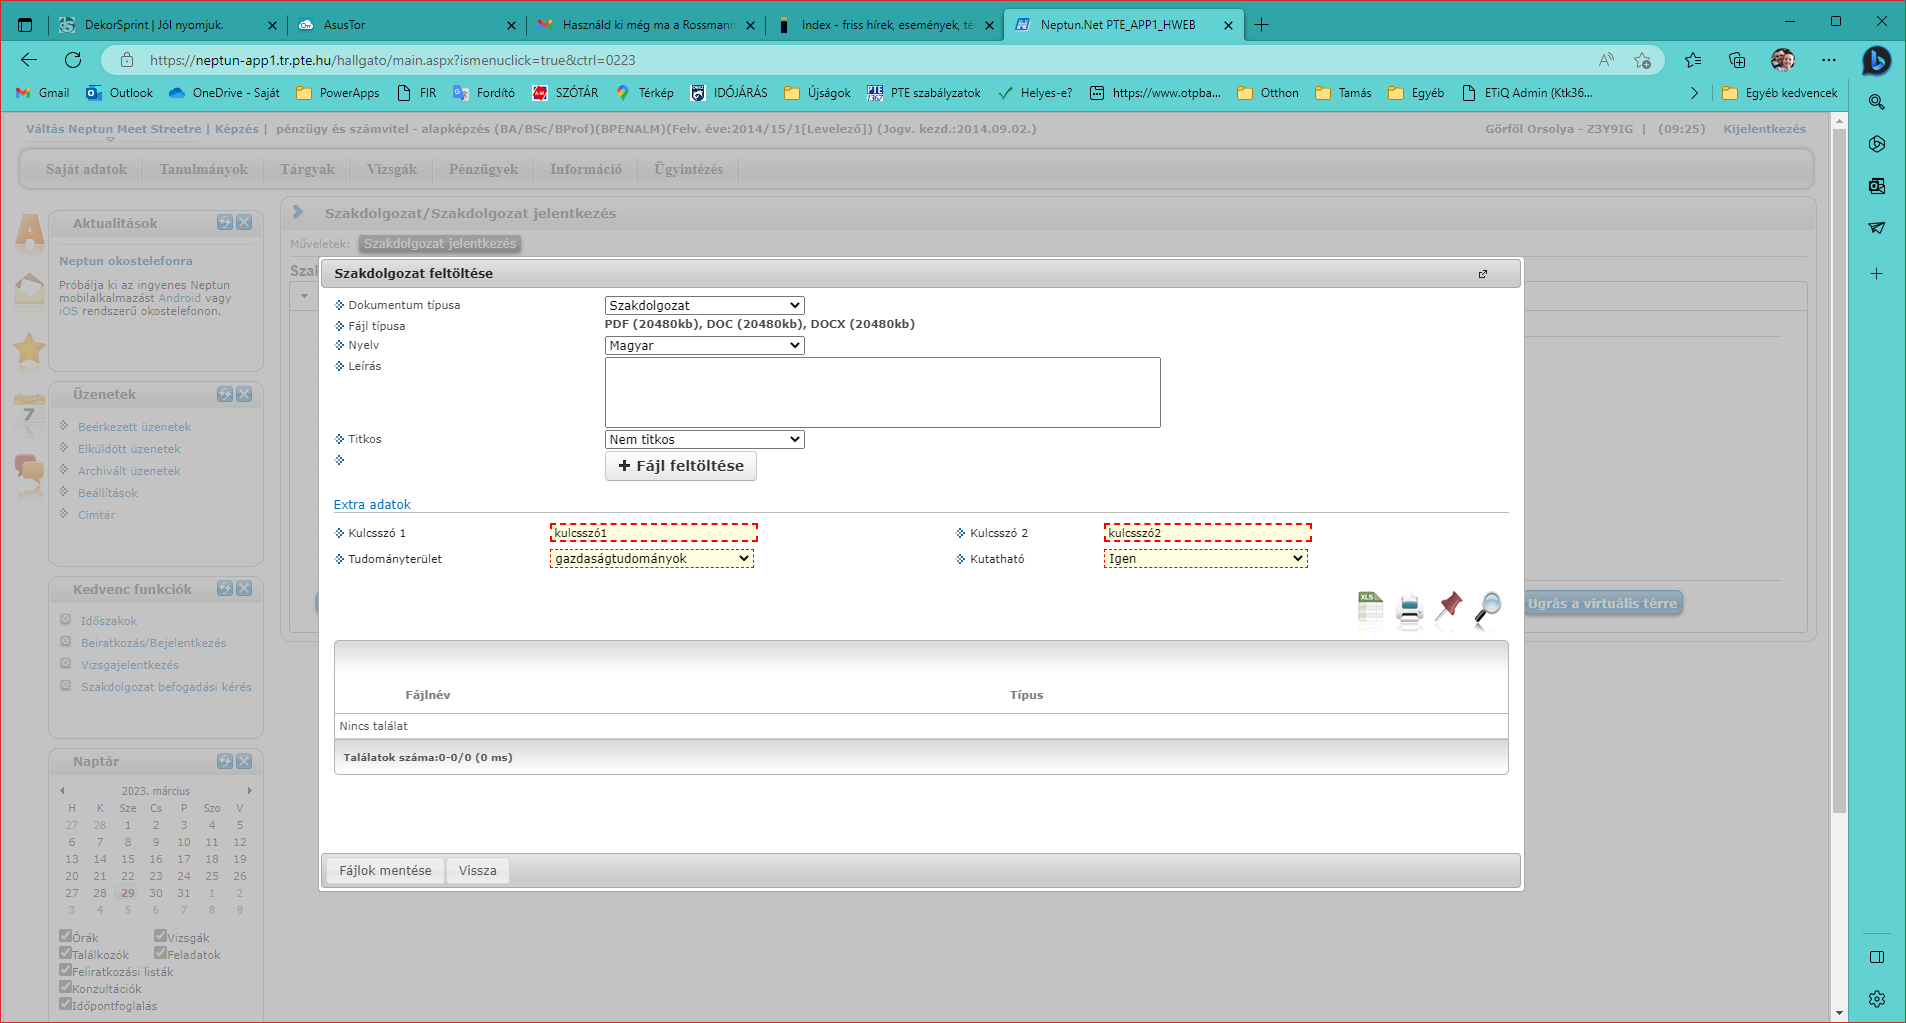 DekorSprint | Jól nyomjuk.
AsusTor
Használd ki még ma a Rossmann
Index - friss hírek, események, té
Neptun.Net PTE_APP1_HWEB
https://neptun-app1.tr.pte.hu/hallgato/main.aspx?ismenuclick=true&ctrl=0223
Gmail Outlook OneDrive - Saját PowerApps FIR Fordító SZÓTÁR Térkép IDŐJÁRÁS Újságok PTE szabályzatok Helyes-e? https://www.otpba... Otthon Tamás Egyéb ETiQ Admin (Ktk36... Egyéb kedvencek
Váltás Neptun Meet Streetre | Képzés | pénzügy és számvitel - alapképzés (BA/BSc/BProf)(BPENALM)(Felv. éve:2014/15/1[Levelező]) (Jogv. kezd.:2014.09.02.)
Görföl Orsolya - Z3Y9IG | (09:25) Kijelentkezés
Saját adatok Tanulmányok Tárgyak Vizsgák Pénzügyek Információ Ügyintézés
Aktualitások
Neptun okostelefonra
Próbálja ki az ingyenes Neptun
mobilalkalmazást Android vagy
iOS rendszerű okostelefonon.
Üzenetek
Beérkezett üzenetek
Elküldött üzenetek
Archivált üzenetek
Beállítások
Címtár
Kedvenc funkciók
Időszakok
Beiratkozás/Bejelentkezés
Vizsgajelentkezés
Szakdolgozat befogadási kérés
Naptár
2023. március
H K Sze Cs P Szo V
27 28 1 2 3 4 5
6 7 8 9 10 11 12
13 14 15 16 17 18 19
20 21 22 23 24 25 26
27 28 29 30 31 1 2
3 4 5 6 7 8 9
Órák Vizsgák
Találkozók Feladatok
Feliratkozási listák
Konzultációk
Időpontfoglalás
7
Szakdolgozat/Szakdolgozat jelentkezés
Műveletek: Szakdolgozat jelentkezés
Szak
Szakdolgozat feltöltése
Dokumentum típusa Szakdolgozat
Fájl típusa PDF (20480kb), DOC (20480kb), DOCX (20480kb)
Nyelv Magyar
Leírás
Titkos Nem titkos
+ Fájl feltöltése
Extra adatok
Kulcsszó 1 kulcsszó1 Kulcsszó 2 kulcsszó2
Tudományterület gazdaságtudományok Kutatható Igen
XLS
Ugrás a virtuális térre
Fájlnév Típus
Nincs találat
Találatok száma:0-0/0 (0 ms)
Fájlok mentése Vissza